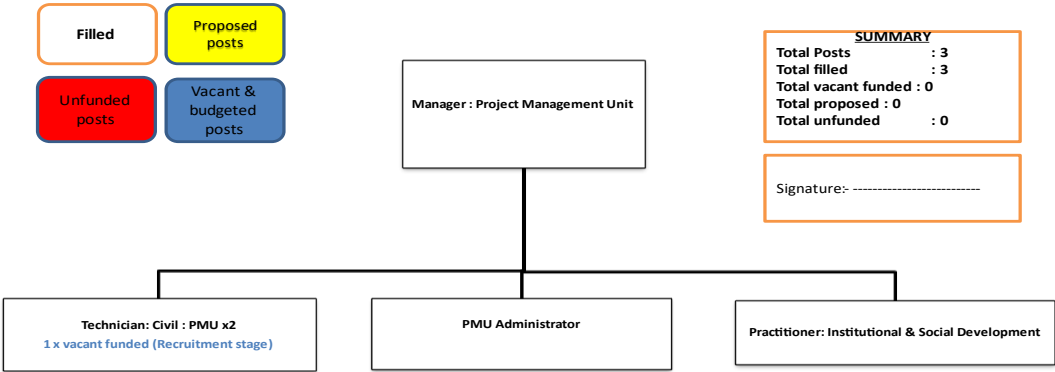 Filled
Proposed
posts
Unfunded
posts
Vacant &
budgeted
posts
Manager : Project Management Unit
SUMMARY
Total Posts : 3
Total filled : 3
Total vacant funded : 0
Total proposed : 0
Total unfunded : 0
Signature:- --------------------------
Technician: Civil : PMU x2
1 x vacant funded (Recruitment stage)
PMU Administrator
Practitioner: Institutional & Social Development